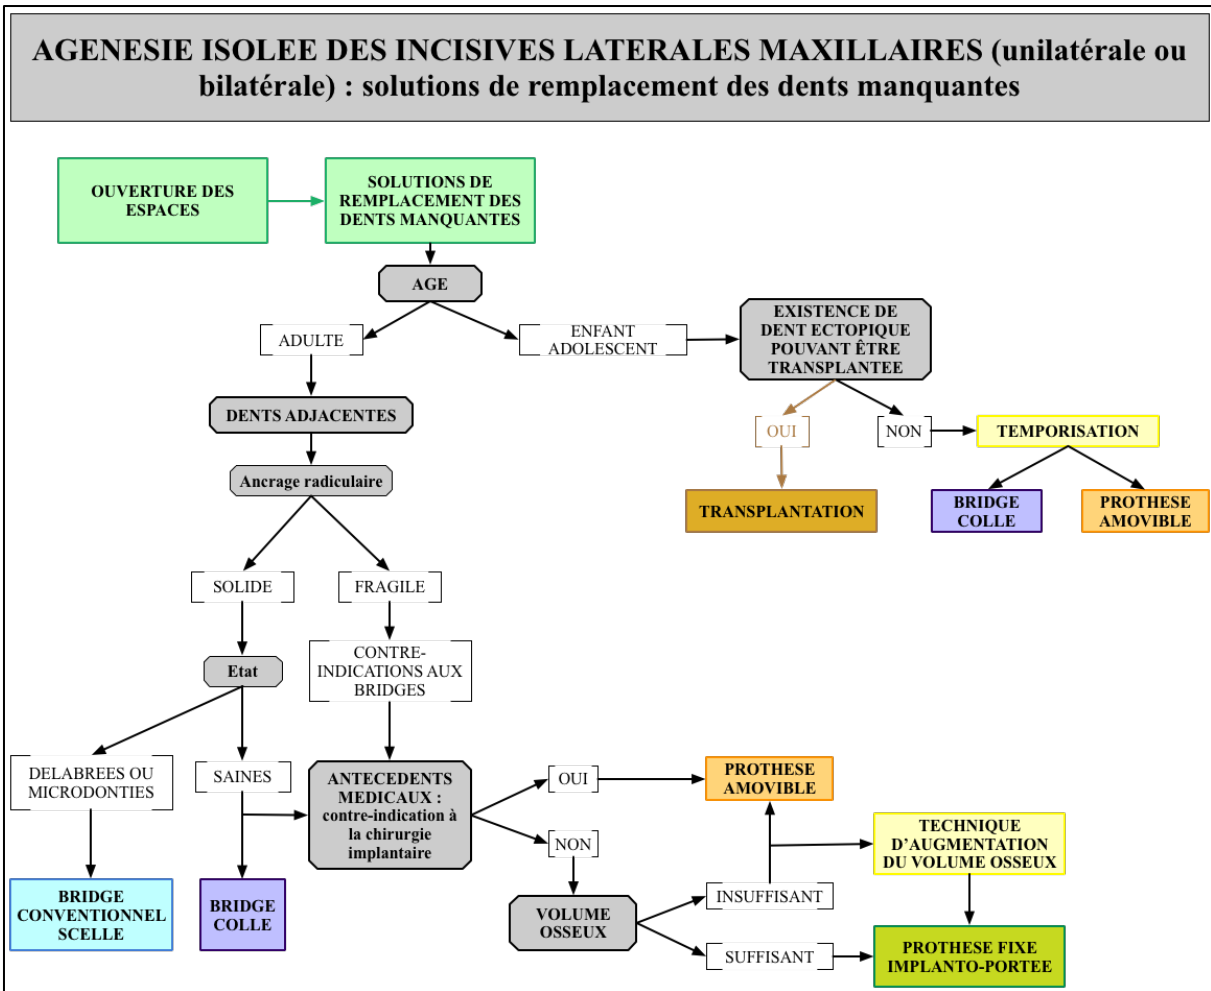 AGENESIE ISOLEE DES INCISIVES LATERALES MAXILLAIRES (unilatérale ou
bilatérale) : solutions de remplacement des dents manquantes
OUVERTURE DES
ESPACES
SOLUTIONS DE
REMPLACEMENT DES
DENTS MANQUANTES
AGE
ADULTE
ENFANT
ADOLESCENT
EXISTENCE DE
DENT ECTOPIQUE
POUVANT ÊTRE
TRANSPLANTEE
DENTS ADJACENTES
OUI
NON
TEMPORISATION
Ancrage radiculaire
TRANSPLANTATION
BRIDGE
COLLE
PROTHESE
AMOVIBLE
SOLIDE
FRAGILE
Etat
CONTRE-
INDICATIONS AUX
BRIDGES
DELABREES OU
MICRODONTIES
SAINES
ANTECEDENTS
MEDICAUX :
contre-indication à
la chirurgie
implantaire
OUI
PROTHESE
AMOVIBLE
NON
TECHNIQUE
D'AUGMENTATION
DU VOLUME OSSEUX
BRIDGE
CONVENTIONNEL
SCELLE
BRIDGE
COLLE
VOLUME
OSSEUX
INSUFFISANT
SUFFISANT
PROTHESE FIXE
IMPLANTO-PORTEE